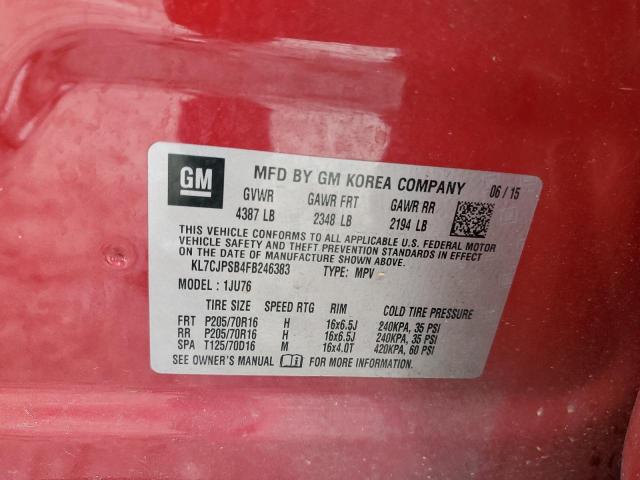 GM MFD BY GM KOREA COMPANY 06/15
GVWR GAWR FRT GAWR RR
4387 LB 2348 LB 2194 LB
THIS VEHICLE CONFORMS TO ALL APPLICABLE U.S. FEDERAL MOTOR
VEHICLE SAFETY AND THEFT PREVENTION STANDARDS IN EFFECT
ON THE DATE OF MANUFACTURE SHOWN ABOVE.
KL7CJPSB4FB246383 TYPE: MPV
MODEL : 1JU76
TIRE SIZE SPEED RTG RIM COLD TIRE PRESSURE
FRT P205/70R16 H 16x6.5J 240KPA, 35 PSI
RR P205/70R16 H 16x6.5J 240KPA, 35 PSI
SPA T125/70D16 M 16x4.0T 420KPA, 60 PSI
SEE OWNER'S MANUAL FOR MORE INFORMATION.